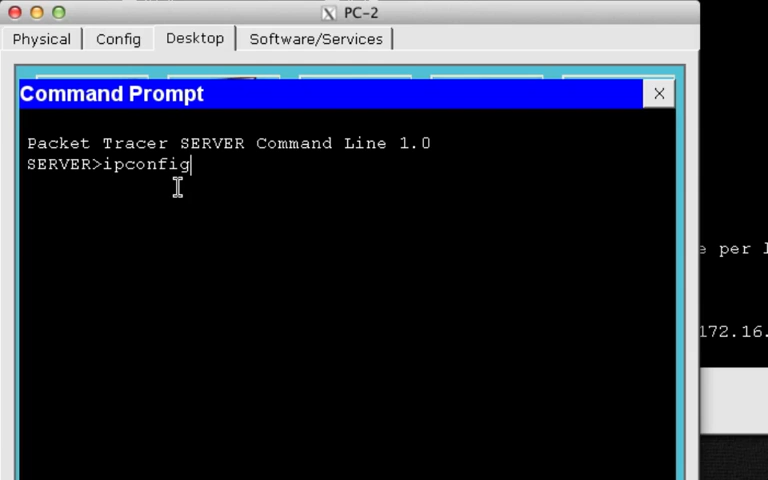 PC-2
Physical
Config
Desktop
Software/Services
Command Prompt
Packet Tracer SERVER Command Line 1.0
SERVER>ipconfig
e per
172.16.